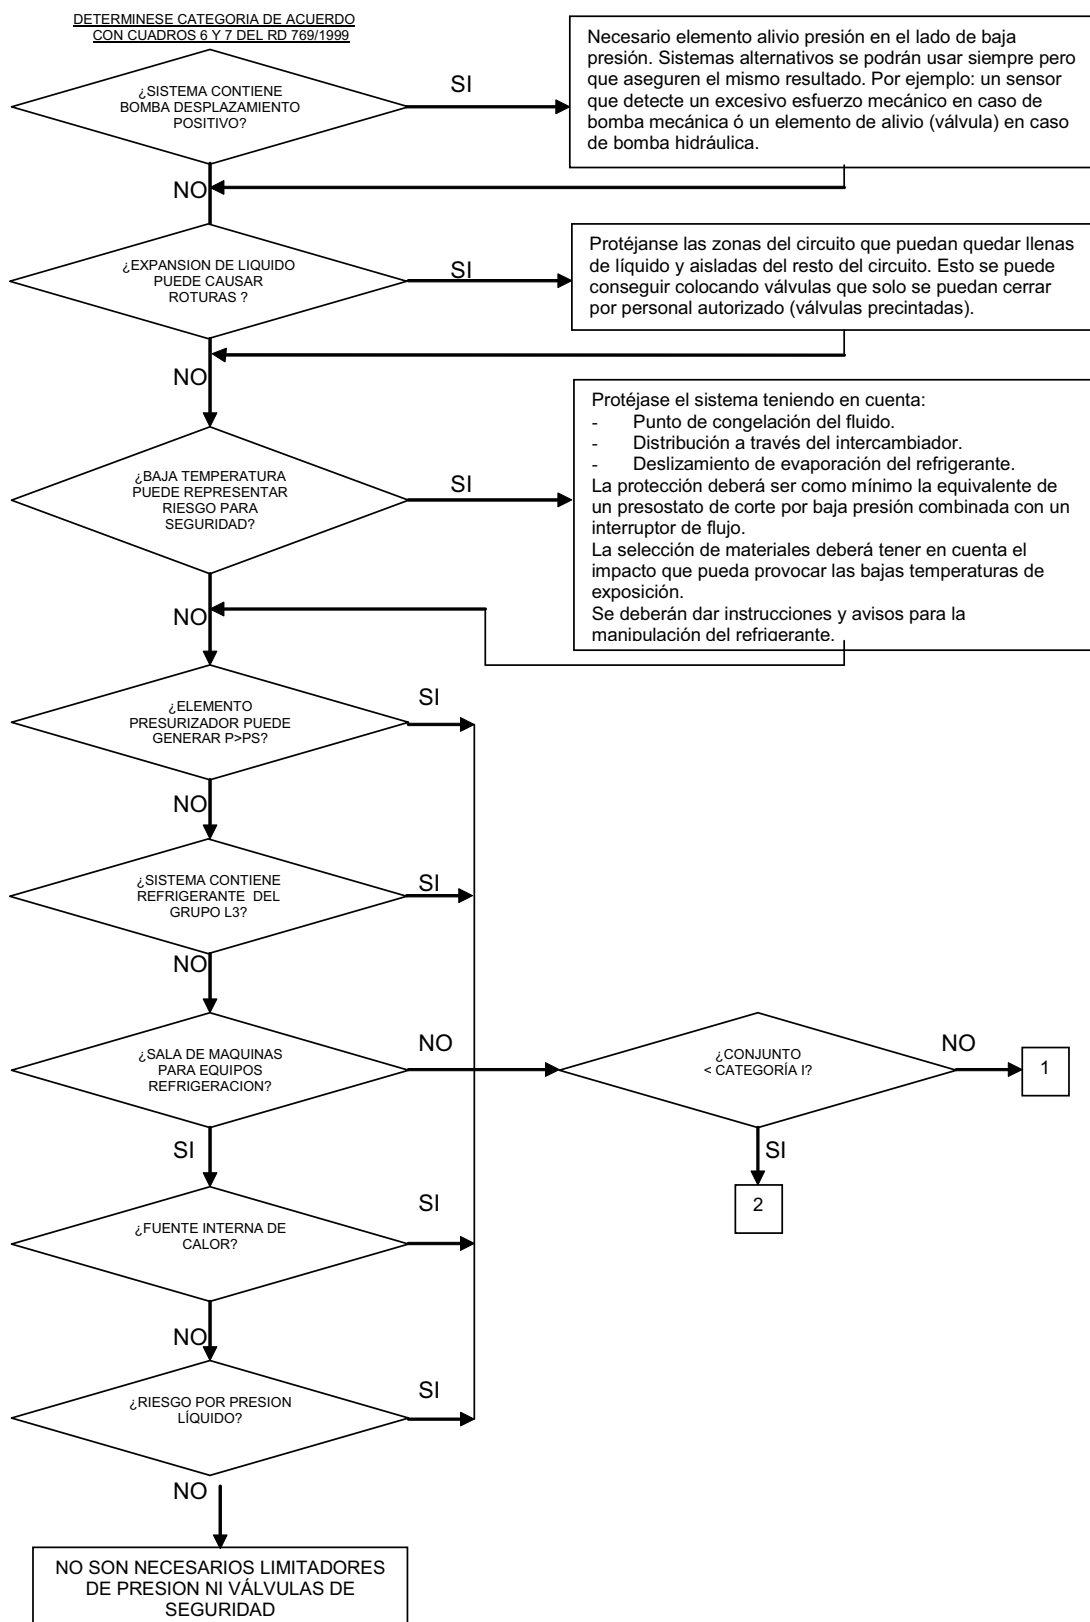 DETERMINESE CATEGORIA DE ACUERDO
CON CUADROS 6 Y 7 DEL RD 769/1999
¿SISTEMA CONTIENE
BOMBA DESPLAZAMIENTO
POSITIVO?
SI
Necesario elemento alivio presión en el lado de baja
presión. Sistemas alternativos se podrán usar siempre pero
que aseguren el mismo resultado. Por ejemplo: un sensor
que detecte un excesivo esfuerzo mecánico en caso de
bomba mecánica ó un elemento de alivio (válvula) en caso
de bomba hidráulica.
NO
¿EXPANSION DE LIQUIDO
PUEDE CAUSAR
ROTURAS ?
SI
Protéjanse las zonas del circuito que puedan quedar llenas
de líquido y aisladas del resto del circuito. Esto se puede
conseguir colocando válvulas que solo se puedan cerrar
por personal autorizado (válvulas precintadas).
NO
¿BAJA TEMPERATURA
PUEDE REPRESENTAR
RIESGO PARA
SEGURIDAD?
SI
Protéjase el sistema teniendo en cuenta:
- Punto de congelación del fluido.
- Distribución a través del intercambiador.
- Deslizamiento de evaporación del refrigerante.
La protección deberá ser como mínimo la equivalente de
un presostato de corte por baja presión combinada con un
interruptor de flujo.
La selección de materiales deberá tener en cuenta el
impacto que pueda provocar las bajas temperaturas de
exposición.
Se deberán dar instrucciones y avisos para la
manipulación del refrigerante.
NO
¿ELEMENTO
PRESURIZADOR PUEDE
GENERAR P>PS?
SI
NO
¿SISTEMA CONTIENE
REFRIGERANTE DEL
GRUPO L3?
SI
NO
¿SALA DE MAQUINAS
PARA EQUIPOS
REFRIGERACION?
NO
¿CONJUNTO
< CATEGORÍA I?
NO
1
SI
2
SI
¿FUENTE INTERNA DE
CALOR?
SI
NO
¿RIESGO POR PRESION
LÍQUIDO?
SI
NO
NO SON NECESARIOS LIMITADORES
DE PRESION NI VÁLVULAS DE
SEGURIDAD